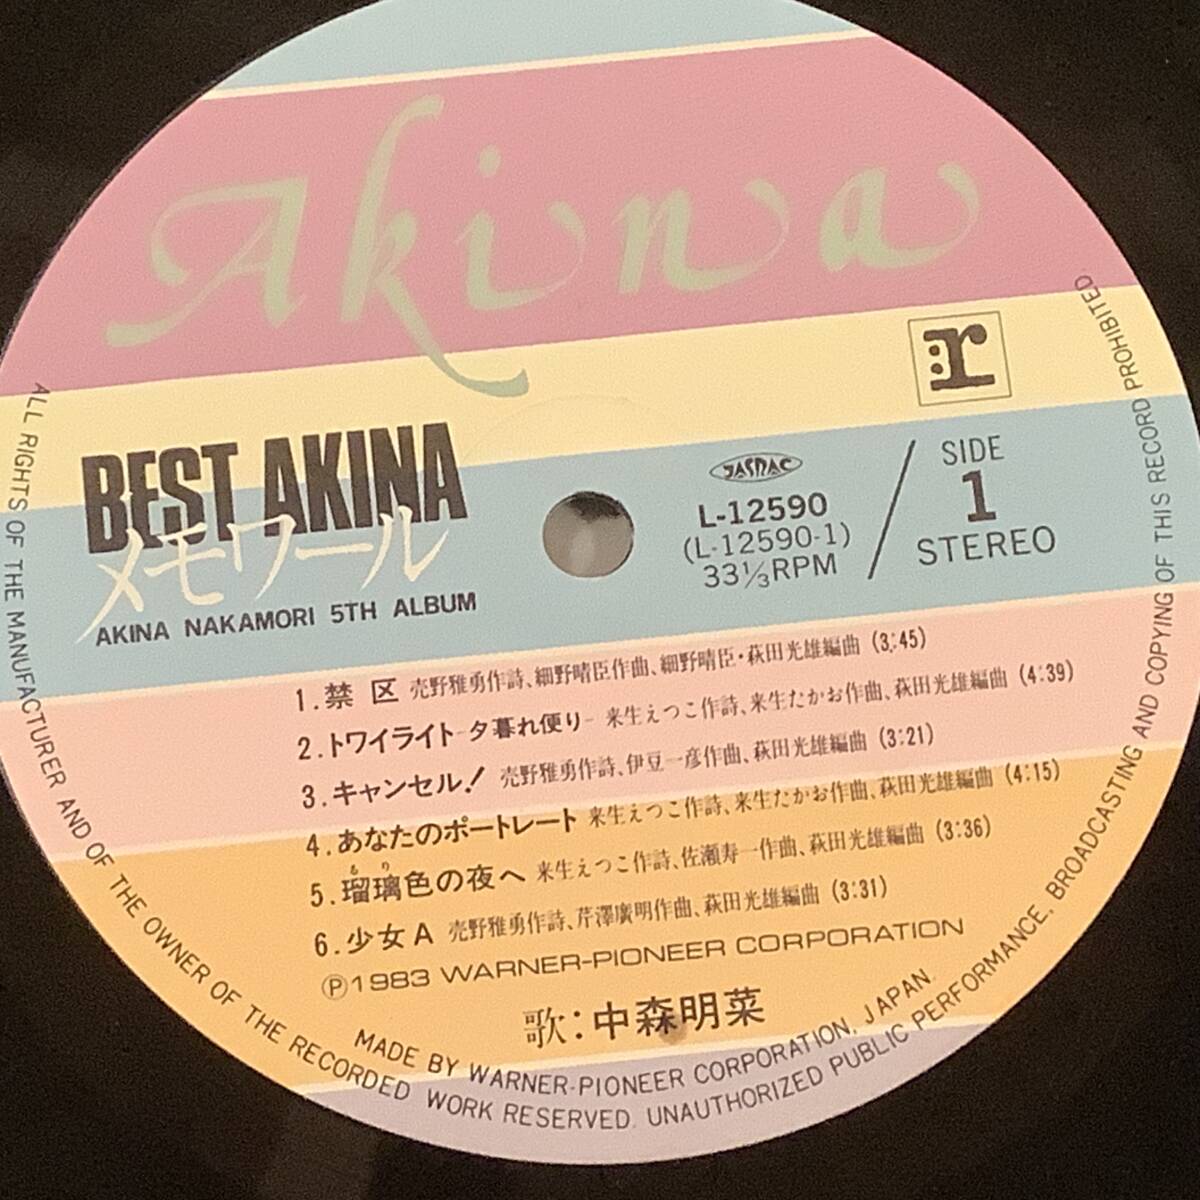 Akina
r
BEST AKINA
メモワール
AKINA NAKAMORI 5TH ALBUM
JASRAC
L-12590
(L-12590-1)
33⅓RPM
SIDE
1
STEREO
1.禁 区 売野雅勇作詩、細野晴臣作曲、細野晴臣・萩田光雄編曲 (3:45)
2.トワイライト-夕暮れ便り- 来生えつこ作詩、来生たかお作曲、萩田光雄編曲 (4:39)
3.キャンセル! 売野雅勇作詩、伊豆一彦作曲、萩田光雄編曲 (3:21)
4.あなたのポートレート 来生えつこ作詩、来生たかお作曲、萩田光雄編曲 (4:15)
るり
5.瑠璃色の夜へ 来生えつこ作詩、佐瀬寿一作曲、萩田光雄編曲 (3:36)
6.少女A 売野雅勇作詩、芹澤廣明作曲、萩田光雄編曲 (3:31)
Ⓟ1983 WARNER-PIONEER CORPORATION
歌:中森明菜
MADE BY WARNER-PIONEER CORPORATION, JAPAN.
ALL RIGHTS OF THE MANUFACTURER AND OF THE OWNER OF THE RECORDED WORK RESERVED. UNAUTHORIZED PUBLIC PERFORMANCE, BROADCASTING AND COPYING OF THIS RECORD PROHIBITED